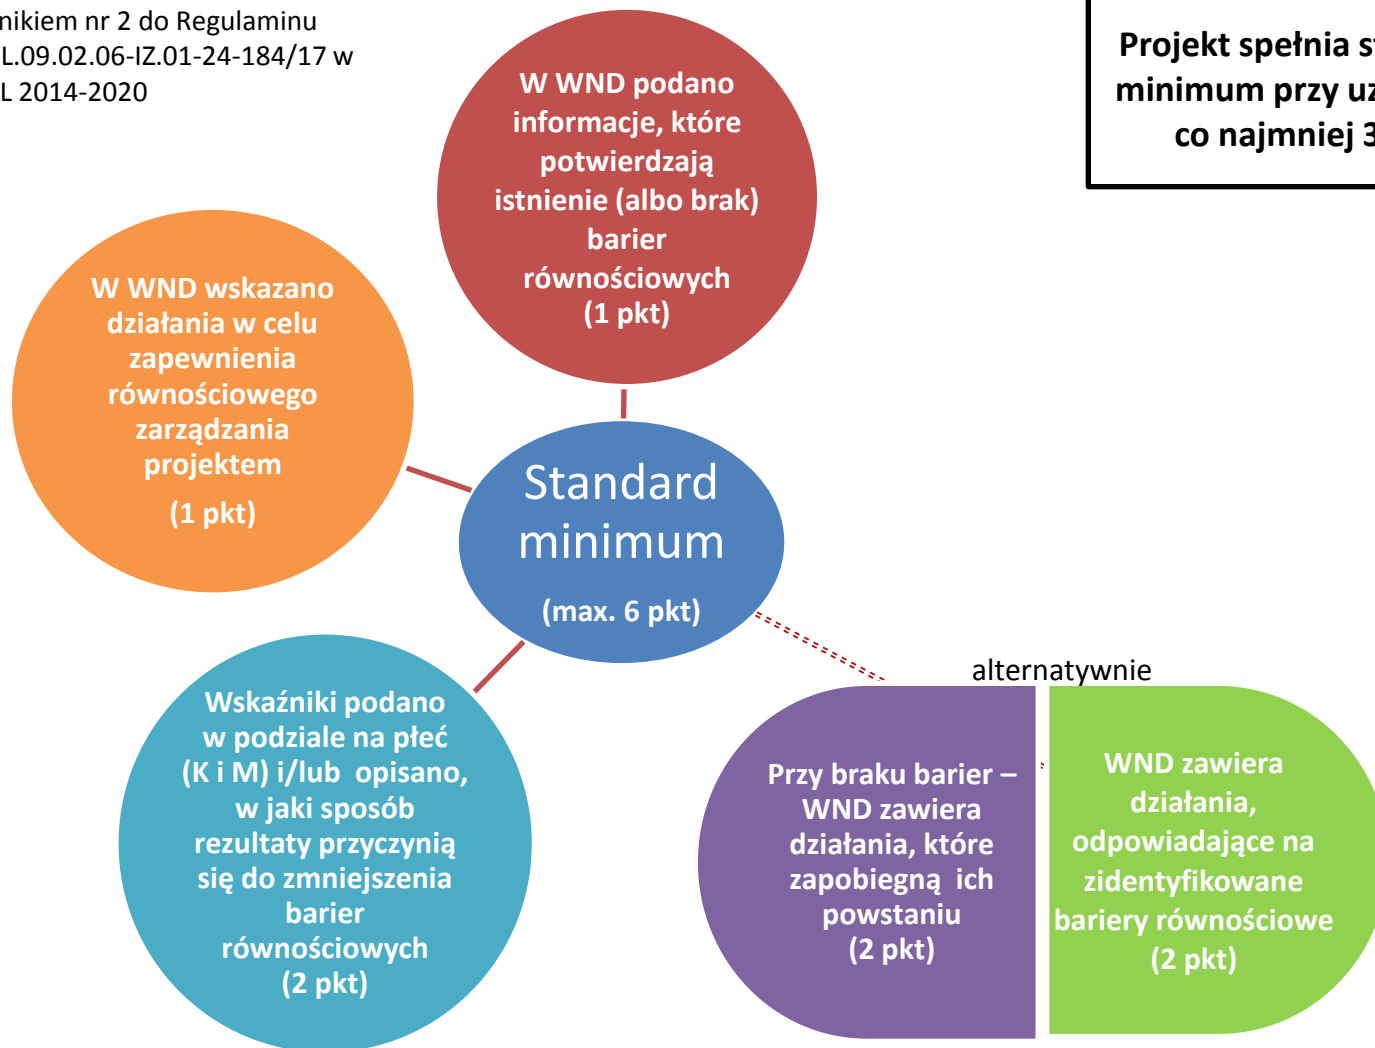 nikiem nr 2 do Regulaminu
L.09.02.06-IZ.01-24-184/17 w
L 2014-2020
Projekt spełnia
minimum przy
co najmniej 3
W WND podano
informacje, które
potwierdzają
istnienie (albo brak)
barier
równościowych
(1 pkt)
W WND wskazano
działania w celu
zapewnienia
równościowego
zarządzania
projektem
(1 pkt)
Standard
minimum
(max. 6 pkt)
Wskaźniki podano
w podziale na płeć
(K i M) i/lub opisano,
w jaki sposób
rezultaty przyczynią
się do zmniejszenia
barier
równościowych
(2 pkt)
alternatywnie
Przy braku barier –
WND zawiera
działania, które
zapobiegną ich
powstaniu
(2 pkt)
WND zawiera
działania,
odpowiadające na
zidentyfikowane
bariery równościowe
(2 pkt)